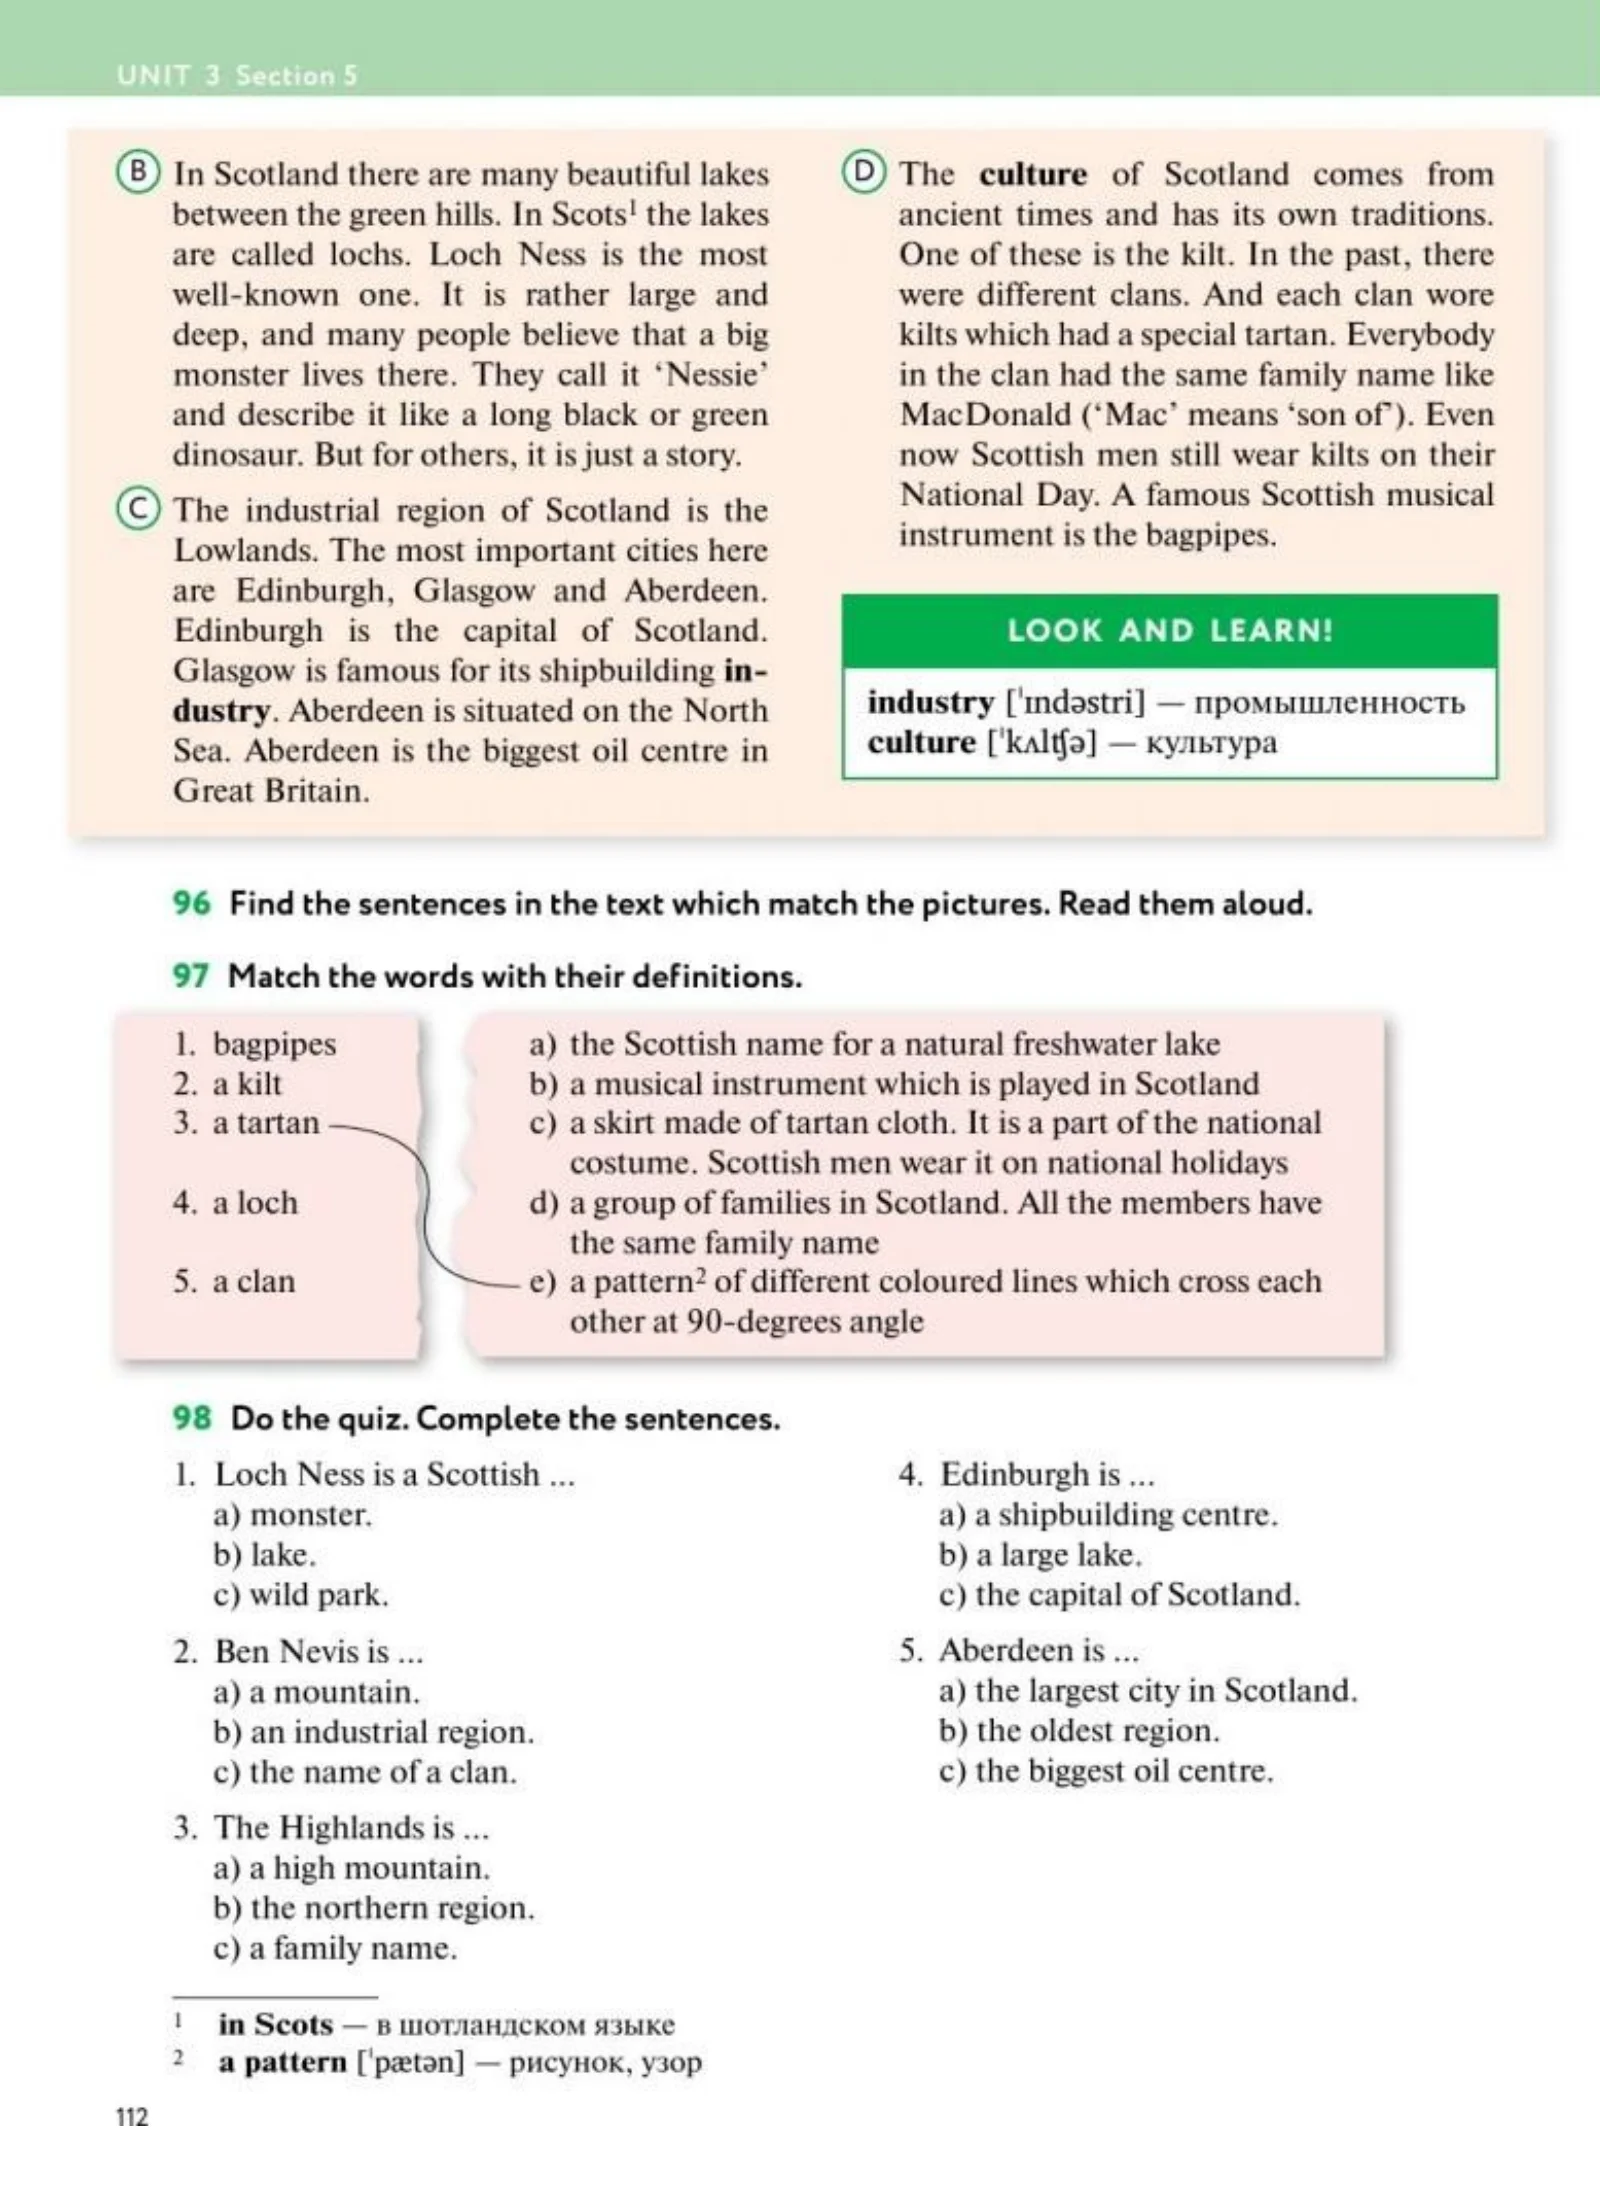 UNIT 3 Section 5
B In Scotland there are many beautiful lakes
between the green hills. In Scots¹ the lakes
are called lochs. Loch Ness is the most
well-known one. It is rather large and
deep, and many people believe that a big
monster lives there. They call it ‘Nessie’
and describe it like a long black or green
dinosaur. But for others, it is just a story.
C The industrial region of Scotland is the
Lowlands. The most important cities here
are Edinburgh, Glasgow and Aberdeen.
Edinburgh is the capital of Scotland.
Glasgow is famous for its shipbuilding in-
dustry. Aberdeen is situated on the North
Sea. Aberdeen is the biggest oil centre in
Great Britain.
D The culture of Scotland comes from
ancient times and has its own traditions.
One of these is the kilt. In the past, there
were different clans. And each clan wore
kilts which had a special tartan. Everybody
in the clan had the same family name like
MacDonald (‘Mac’ means ‘son of’). Even
now Scottish men still wear kilts on their
National Day. A famous Scottish musical
instrument is the bagpipes.
LOOK AND LEARN!
industry [ˈɪndəstri] — промышленность
culture [ˈkʌltʃə] — культура
96 Find the sentences in the text which match the pictures. Read them aloud.
97 Match the words with their definitions.
1. bagpipes
2. a kilt
3. a tartan
4. a loch
5. a clan
a) the Scottish name for a natural freshwater lake
b) a musical instrument which is played in Scotland
c) a skirt made of tartan cloth. It is a part of the national
costume. Scottish men wear it on national holidays
d) a group of families in Scotland. All the members have
the same family name
e) a pattern² of different coloured lines which cross each
other at 90-degrees angle
98 Do the quiz. Complete the sentences.
1. Loch Ness is a Scottish ...
a) monster.
b) lake.
c) wild park.
2. Ben Nevis is ...
a) a mountain.
b) an industrial region.
c) the name of a clan.
3. The Highlands is ...
a) a high mountain.
b) the northern region.
c) a family name.
4. Edinburgh is ...
a) a shipbuilding centre.
b) a large lake.
c) the capital of Scotland.
5. Aberdeen is ...
a) the largest city in Scotland.
b) the oldest region.
c) the biggest oil centre.
1 in Scots — в шотландском языке
2 a pattern [ˈpætən] — рисунок, узор
112